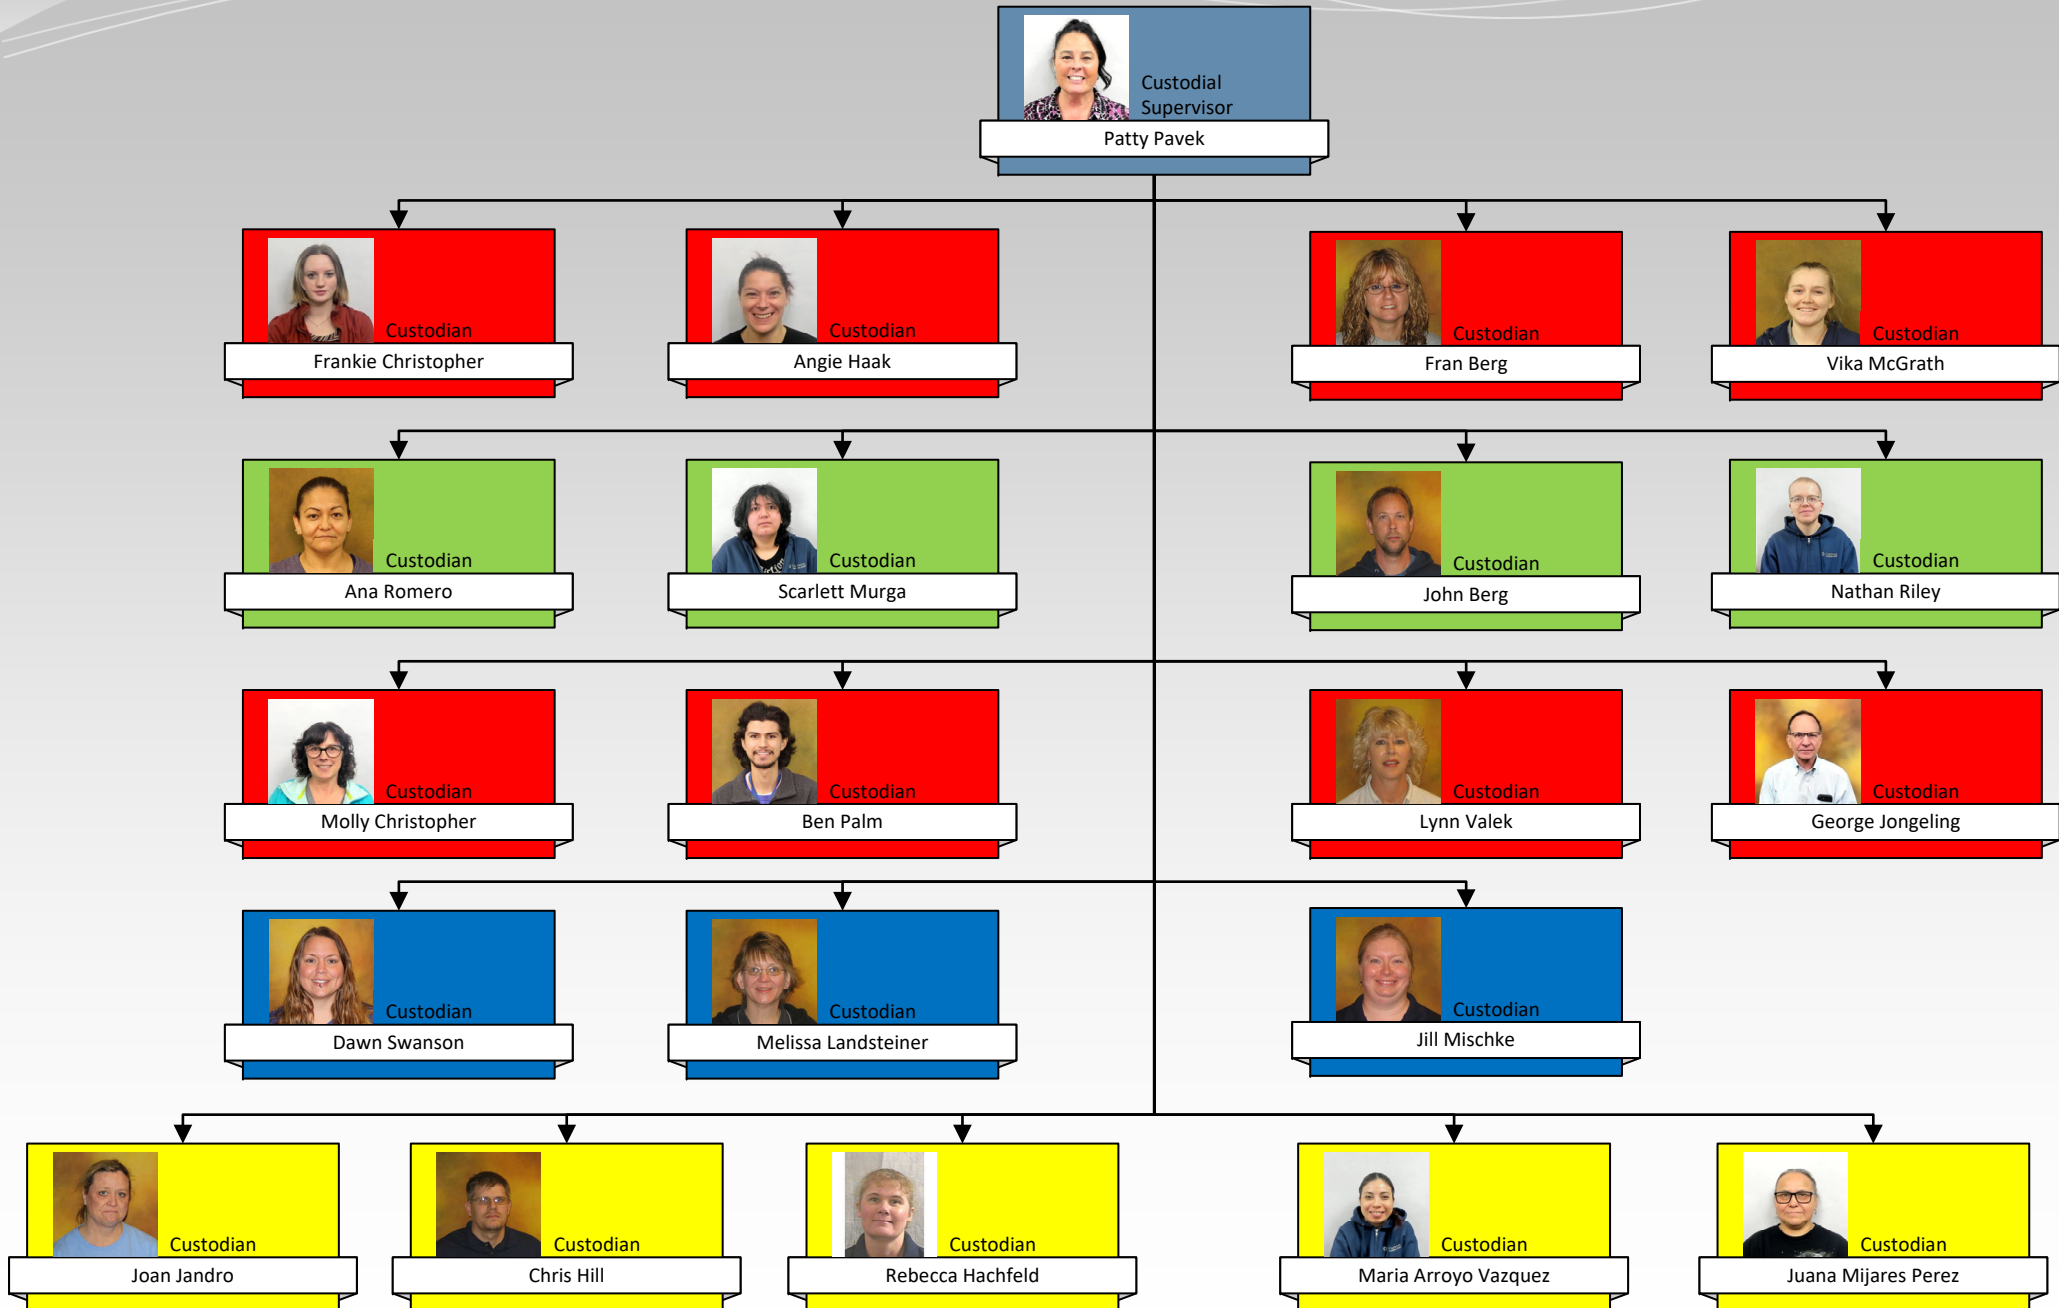 Custodial
Supervisor
Patty Pavek
Custodian
Frankie Christopher
Custodian
Angie Haak
Custodian
Fran Berg
Custodian
Vika McGrath
Custodian
Ana Romero
Custodian
Scarlett Murga
Custodian
John Berg
Custodian
Nathan Riley
Custodian
Molly Christopher
Custodian
Ben Palm
Custodian
Lynn Valek
Custodian
George Jongeling
Custodian
Dawn Swanson
Custodian
Melissa Landsteiner
Custodian
Jill Mischke
Custodian
Joan Jandro
Custodian
Chris Hill
Custodian
Rebecca Hachfeld
Custodian
Maria Arroyo Vazquez
Custodian
Juana Mijares Perez